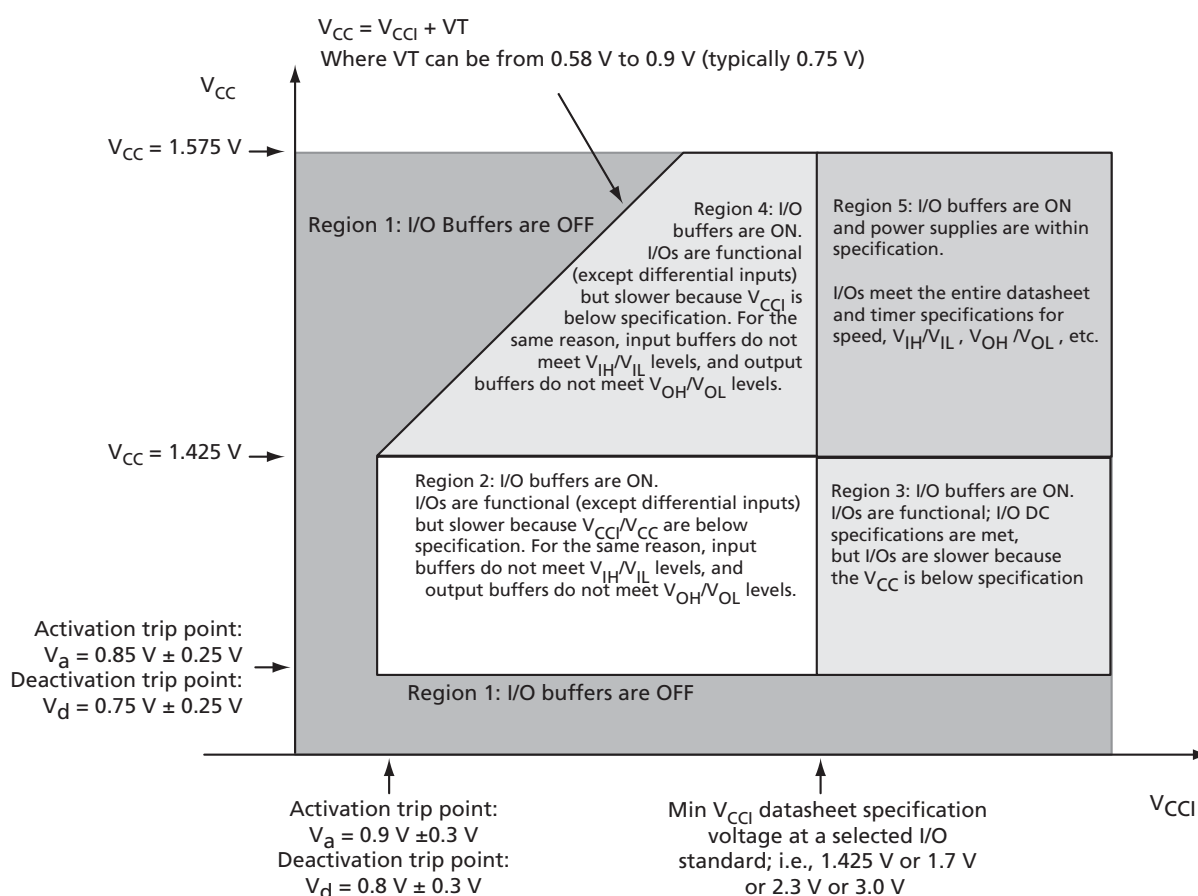 VCC = VCCI + VT
Where VT can be from 0.58 V to 0.9 V (typically 0.75 V)
VCC
VCC = 1.575 V
Region 1: I/O Buffers are OFF
Region 4: I/O
buffers are ON.
I/Os are functional
(except differential inputs)
but slower because VCCI is
below specification. For the
same reason, input buffers do not
meet VIH/VIL levels, and output
buffers do not meet VOH/VOL levels.
Region 5: I/O buffers are ON
and power supplies are within
specification.
I/Os meet the entire datasheet
and timer specifications for
speed, VIH/VIL , VOH /VOL , etc.
VCC = 1.425 V
Region 2: I/O buffers are ON.
I/Os are functional (except differential inputs)
but slower because VCCI/VCC are below
specification. For the same reason, input
buffers do not meet VIH/VIL levels, and
output buffers do not meet VOH/VOL levels.
Region 3: I/O buffers are ON.
I/Os are functional; I/O DC
specifications are met,
but I/Os are slower because
the VCC is below specification
Activation trip point:
Va = 0.85 V ± 0.25 V
Deactivation trip point:
Vd = 0.75 V ± 0.25 V
Region 1: I/O buffers are OFF
Activation trip point:
Va = 0.9 V ±0.3 V
Deactivation trip point:
Vd = 0.8 V ± 0.3 V
Min VCCI datasheet specification
voltage at a selected I/O
standard; i.e., 1.425 V or 1.7 V
or 2.3 V or 3.0 V
VCCI